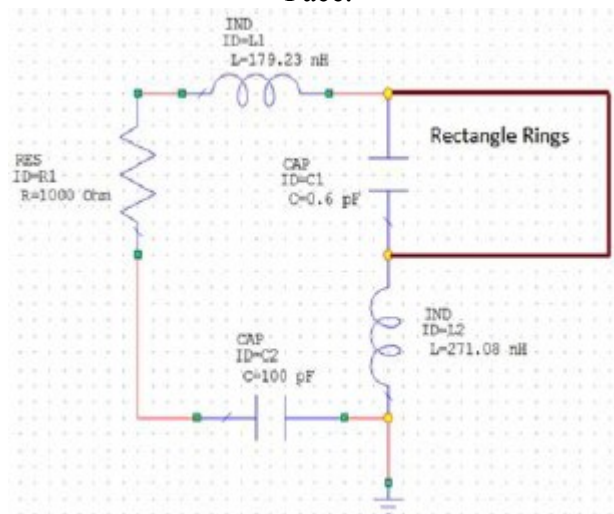 IND
ID=L1
L=179.23 nH
Rectangle Rings
RES
ID=R1
R=1000 Ohm
CAP
ID=C1
C=0.6 pF
IND
ID=L2
L=271.08 nH
CAP
ID=C2
C=100 pF